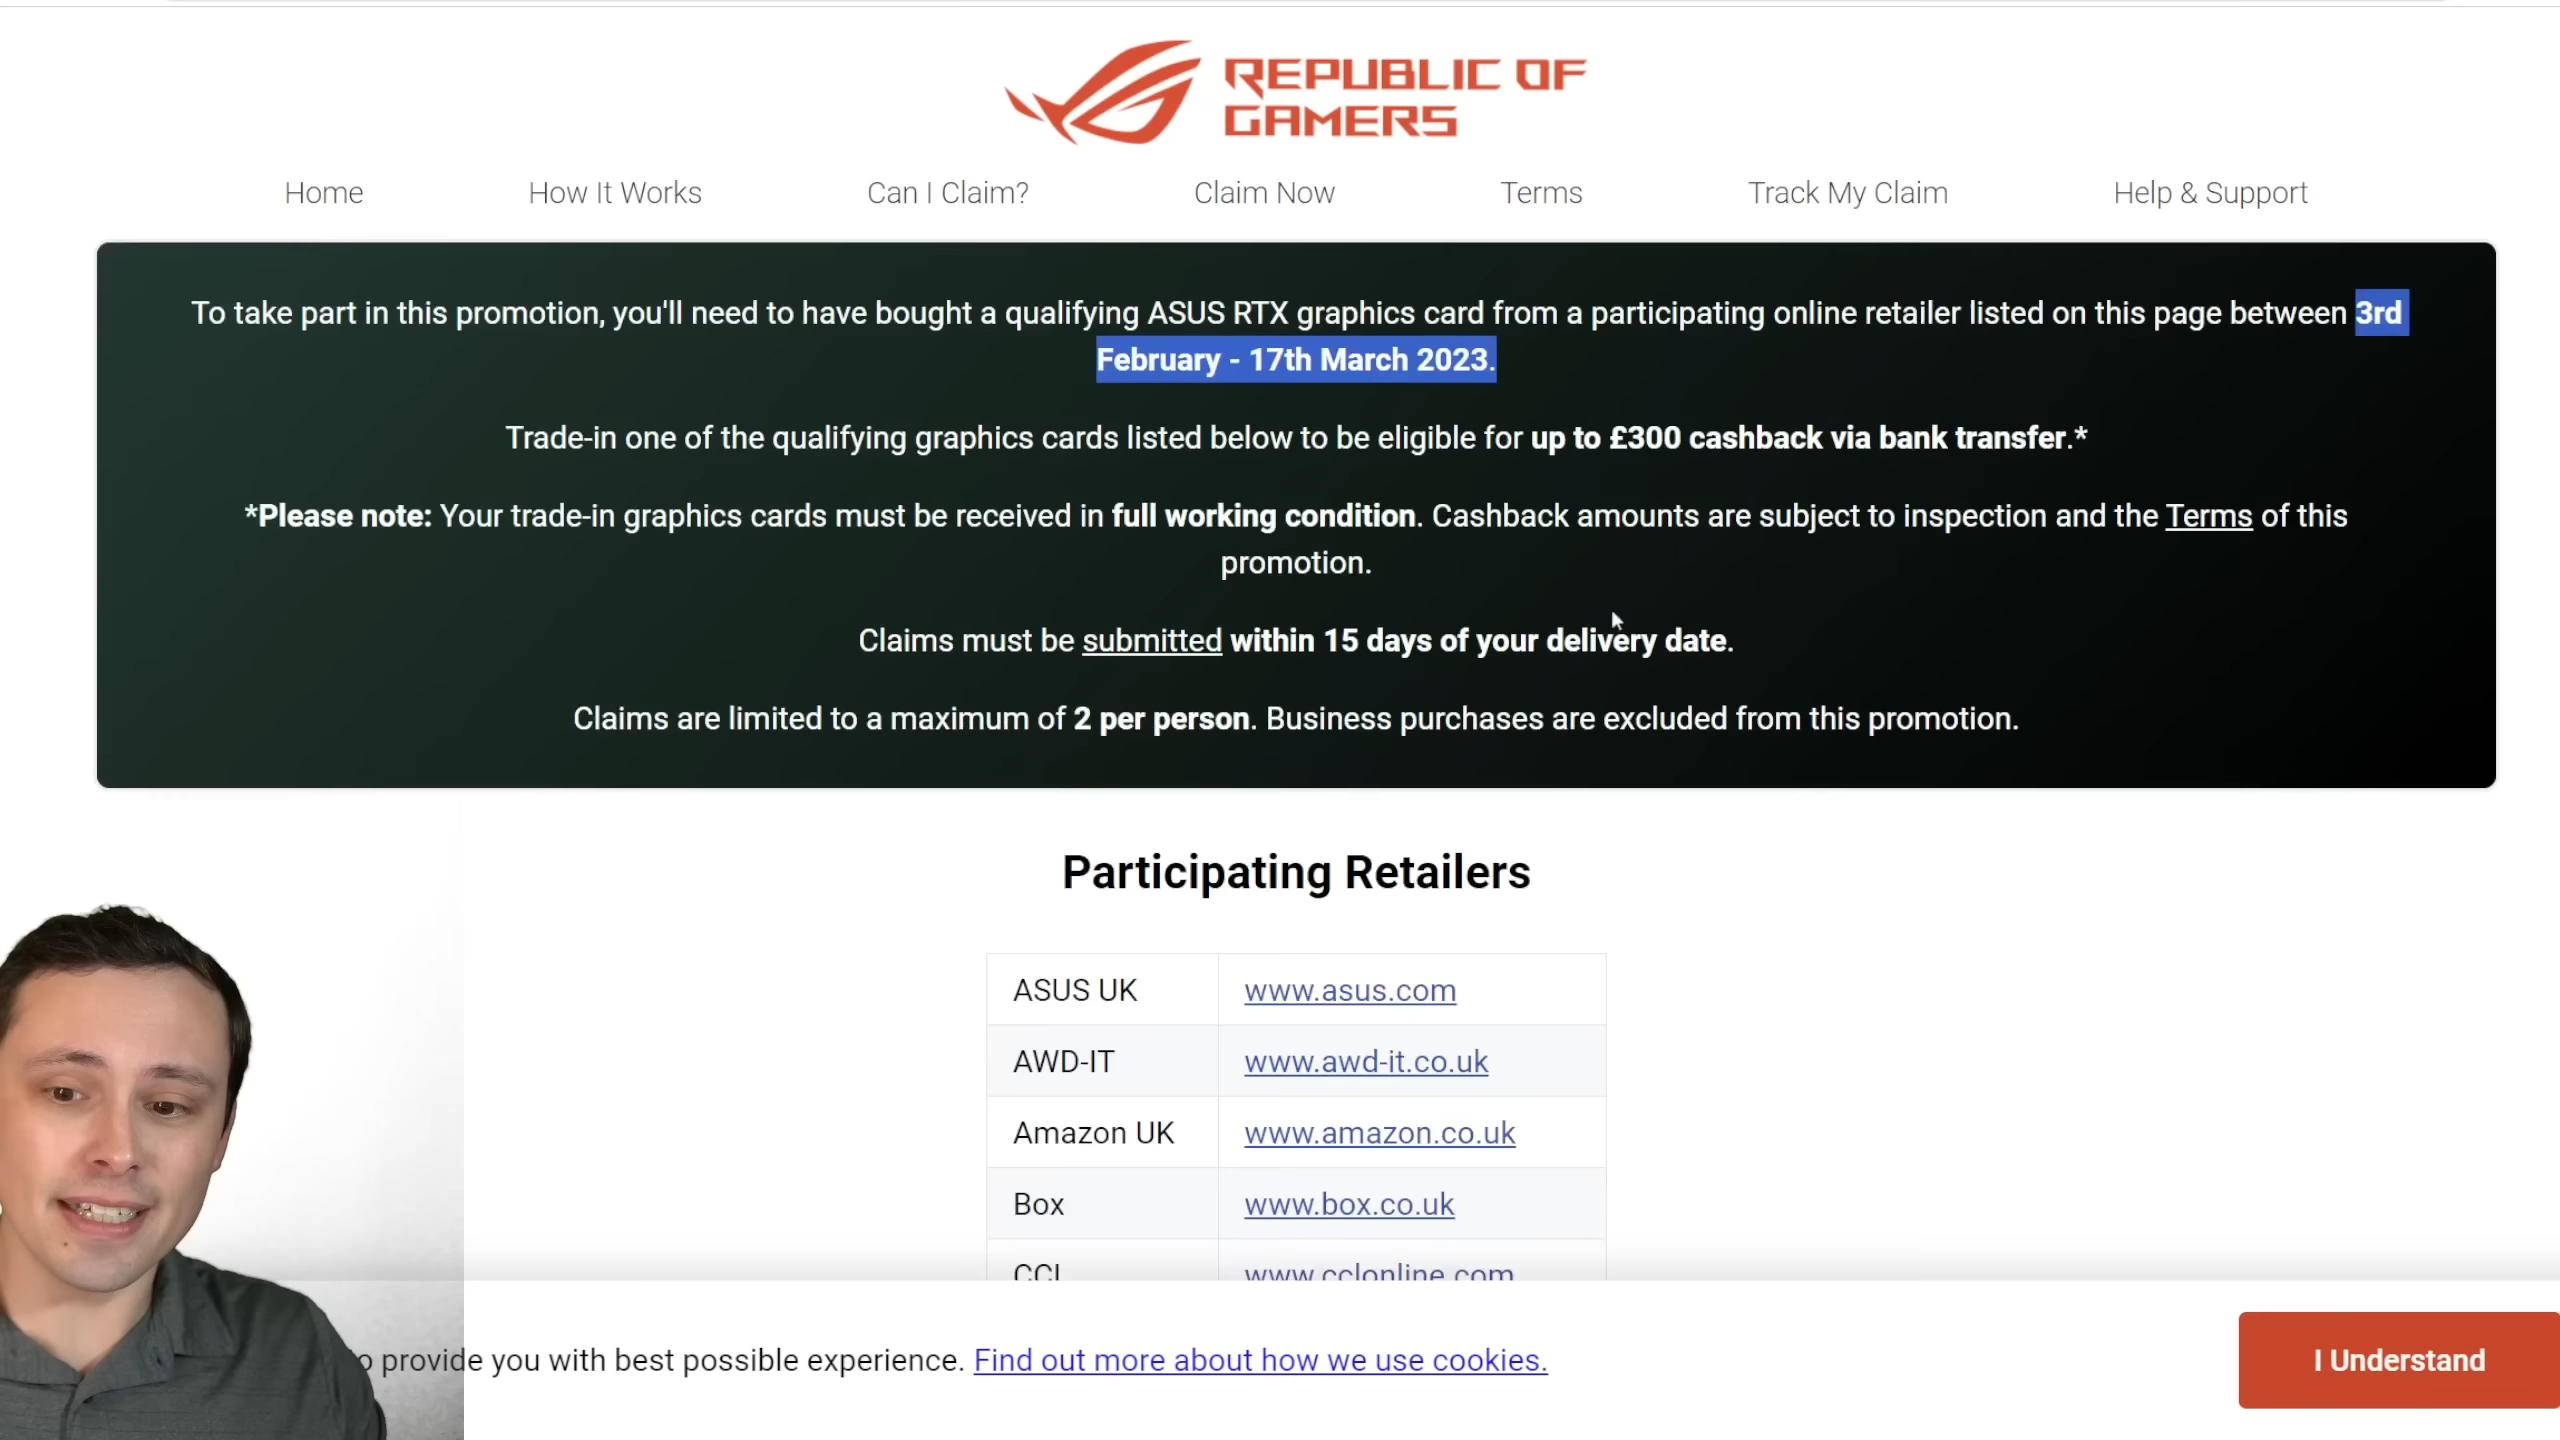 REPUBLIC OF
GAMERS
Home How It Works Can I Claim? Claim Now Terms Track My Claim Help & Support
To take part in this promotion, you'll need to have bought a qualifying ASUS RTX graphics card from a participating online retailer listed on this page between 3rd
February - 17th March 2023.
Trade-in one of the qualifying graphics cards listed below to be eligible for up to £300 cashback via bank transfer.*
*Please note: Your trade-in graphics cards must be received in full working condition. Cashback amounts are subject to inspection and the Terms of this
promotion.
Claims must be submitted within 15 days of your delivery date.
Claims are limited to a maximum of 2 per person. Business purchases are excluded from this promotion.
Participating Retailers
ASUS UK www.asus.com
AWD-IT www.awd-it.co.uk
Amazon UK www.amazon.co.uk
Box www.box.co.uk
CCL www.cclonline.com
provide you with best possible experience. Find out more about how we use cookies.
I Understand